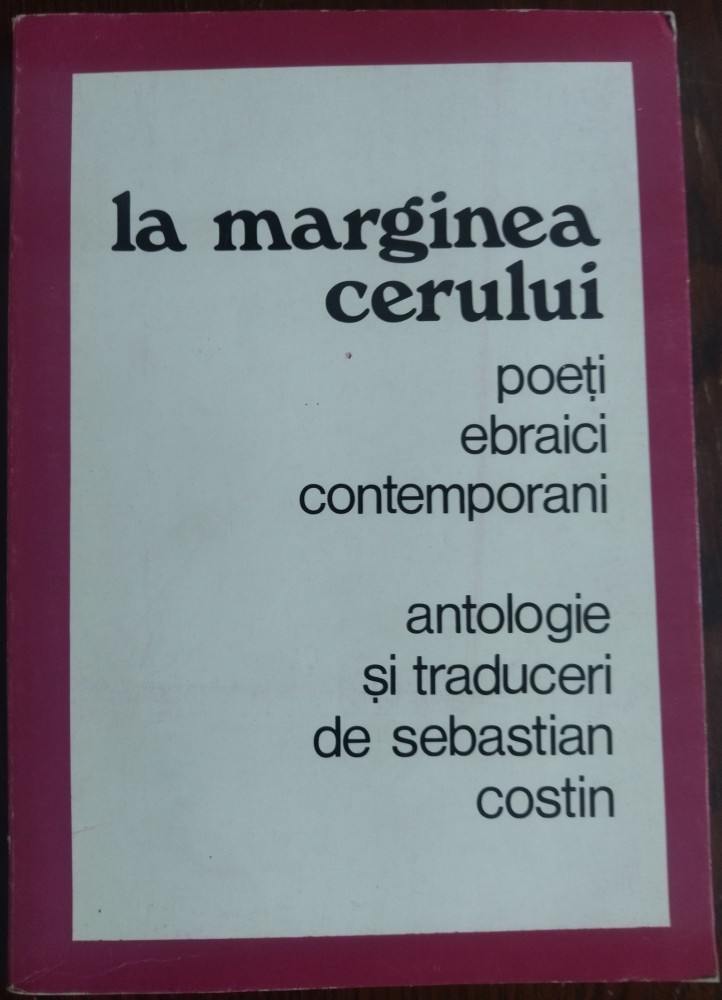 la marginea
cerului
poeți
ebraici
contemporani
antologie
și traduceri
de sebastian
costin